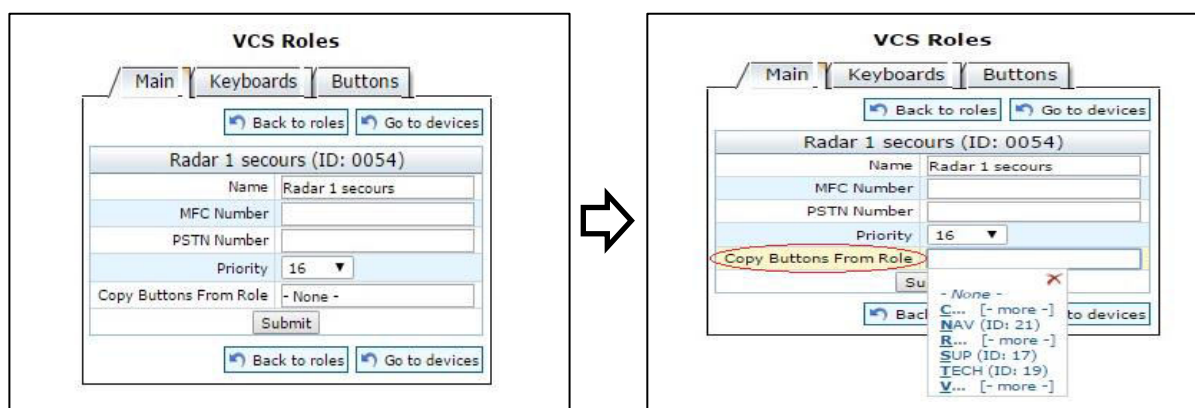 VCS Roles
Main Keyboards Buttons
Back to roles Go to devices
Radar 1 secours (ID: 0054)
Name Radar 1 secours
MFC Number
PSTN Number
Priority 16
Copy Buttons From Role - None -
Submit
Back to roles Go to devices
VCS Roles
Main Keyboards Buttons
Back to roles Go to devices
Radar 1 secours (ID: 0054)
Name Radar 1 secours
MFC Number
PSTN Number
Priority 16
Copy Buttons From Role
Su
- None -
Bac
C... [- more -]
to devices
NAV (ID: 21)
R... [- more -]
SUP (ID: 17)
TECH (ID: 19)
V... [- more -]